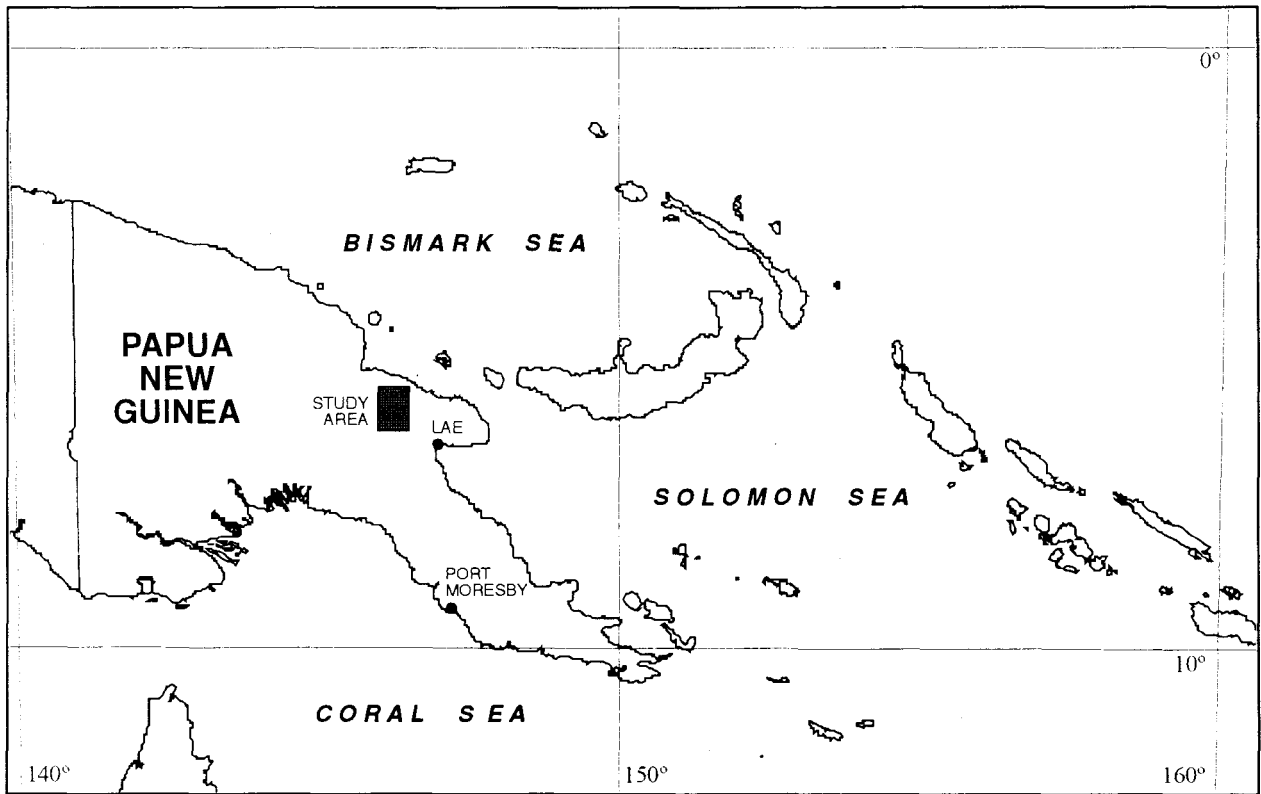 0°
BISMARK SEA
PAPUA
NEW
GUINEA
STUDY
AREA
LAE
SOLOMON SEA
PORT
MORESBY
10°
CORAL SEA
140°
150°
160°